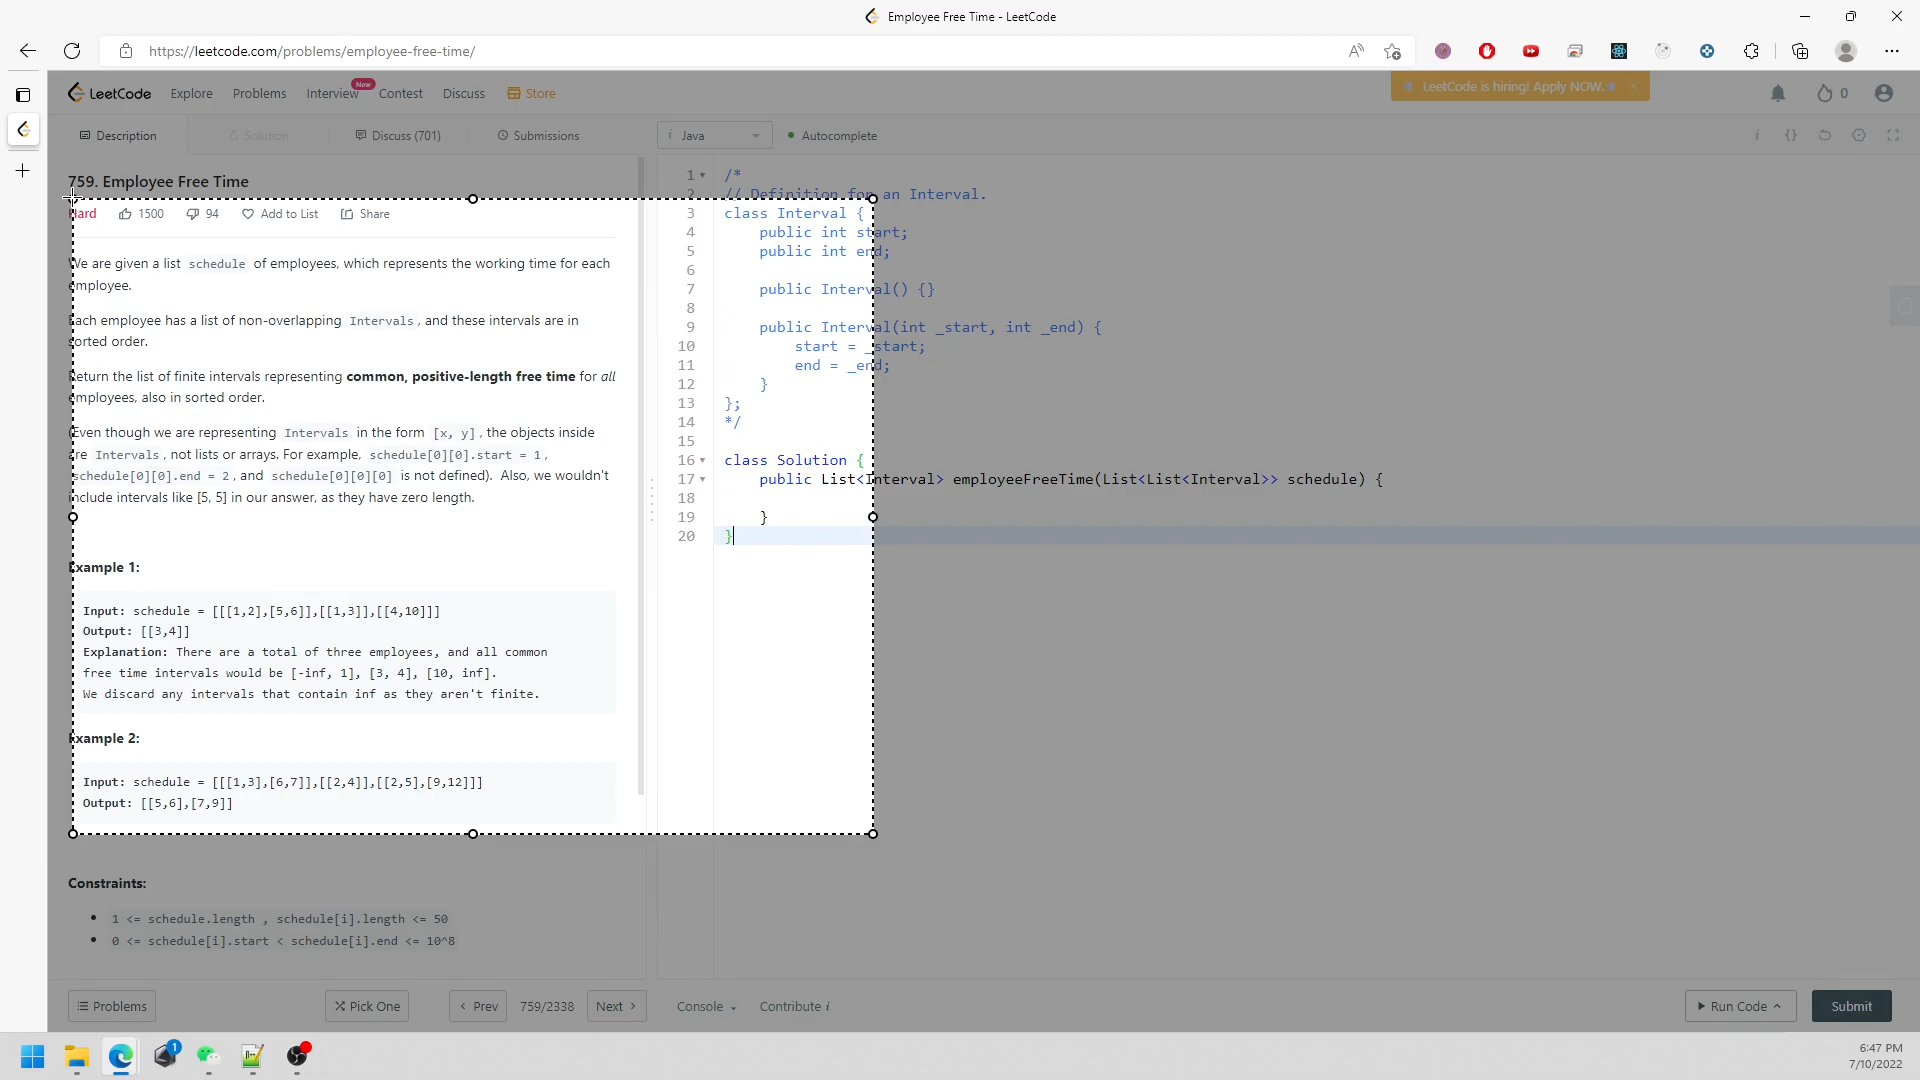 Employee Free Time - LeetCode
https://leetcode.com/problems/employee-free-time/
LeetCode
Explore
Problems
Interview
New
Contest
Discuss
Store
LeetCode is hiring! Apply NOW.
0
Description
Solution
Discuss (701)
Submissions
i Java
Autocomplete
759. Employee Free Time
Hard
1500
94
Add to List
Share
We are given a list schedule of employees, which represents the working time for each
employee.
Each employee has a list of non-overlapping Intervals, and these intervals are in
sorted order.
Return the list of finite intervals representing common, positive-length free time for all
employees, also in sorted order.
(Even though we are representing Intervals in the form [x, y], the objects inside
are Intervals, not lists or arrays. For example, schedule[0][0].start = 1,
schedule[0][0].end = 2, and schedule[0][0][0] is not defined). Also, we wouldn't
include intervals like [5, 5] in our answer, as they have zero length.
Example 1:
Input: schedule = [[[1,2],[5,6]],[[1,3]],[[4,10]]]
Output: [[3,4]]
Explanation: There are a total of three employees, and all common
free time intervals would be [-inf, 1], [3, 4], [10, inf].
We discard any intervals that contain inf as they aren't finite.
Example 2:
Input: schedule = [[[1,3],[6,7]],[[2,4]],[[2,5],[9,12]]]
Output: [[5,6],[7,9]]
Constraints:
1 <= schedule.length , schedule[i].length <= 50
0 <= schedule[i].start < schedule[i].end <= 10^8
1 /*
2 // Definition for an Interval.
3 class Interval {
4 public int start;
5 public int end;
6
7 public Interval() {}
8
9 public Interval(int _start, int _end) {
10 start = _start;
11 end = _end;
12 }
13 };
14 */
15
16 class Solution {
17 public List<Interval> employeeFreeTime(List<List<Interval>> schedule) {
18
19 }
20 }
Problems
Pick One
Prev
759/2338
Next
Console
Contribute i
Run Code
Submit
1
6:47 PM
7/10/2022